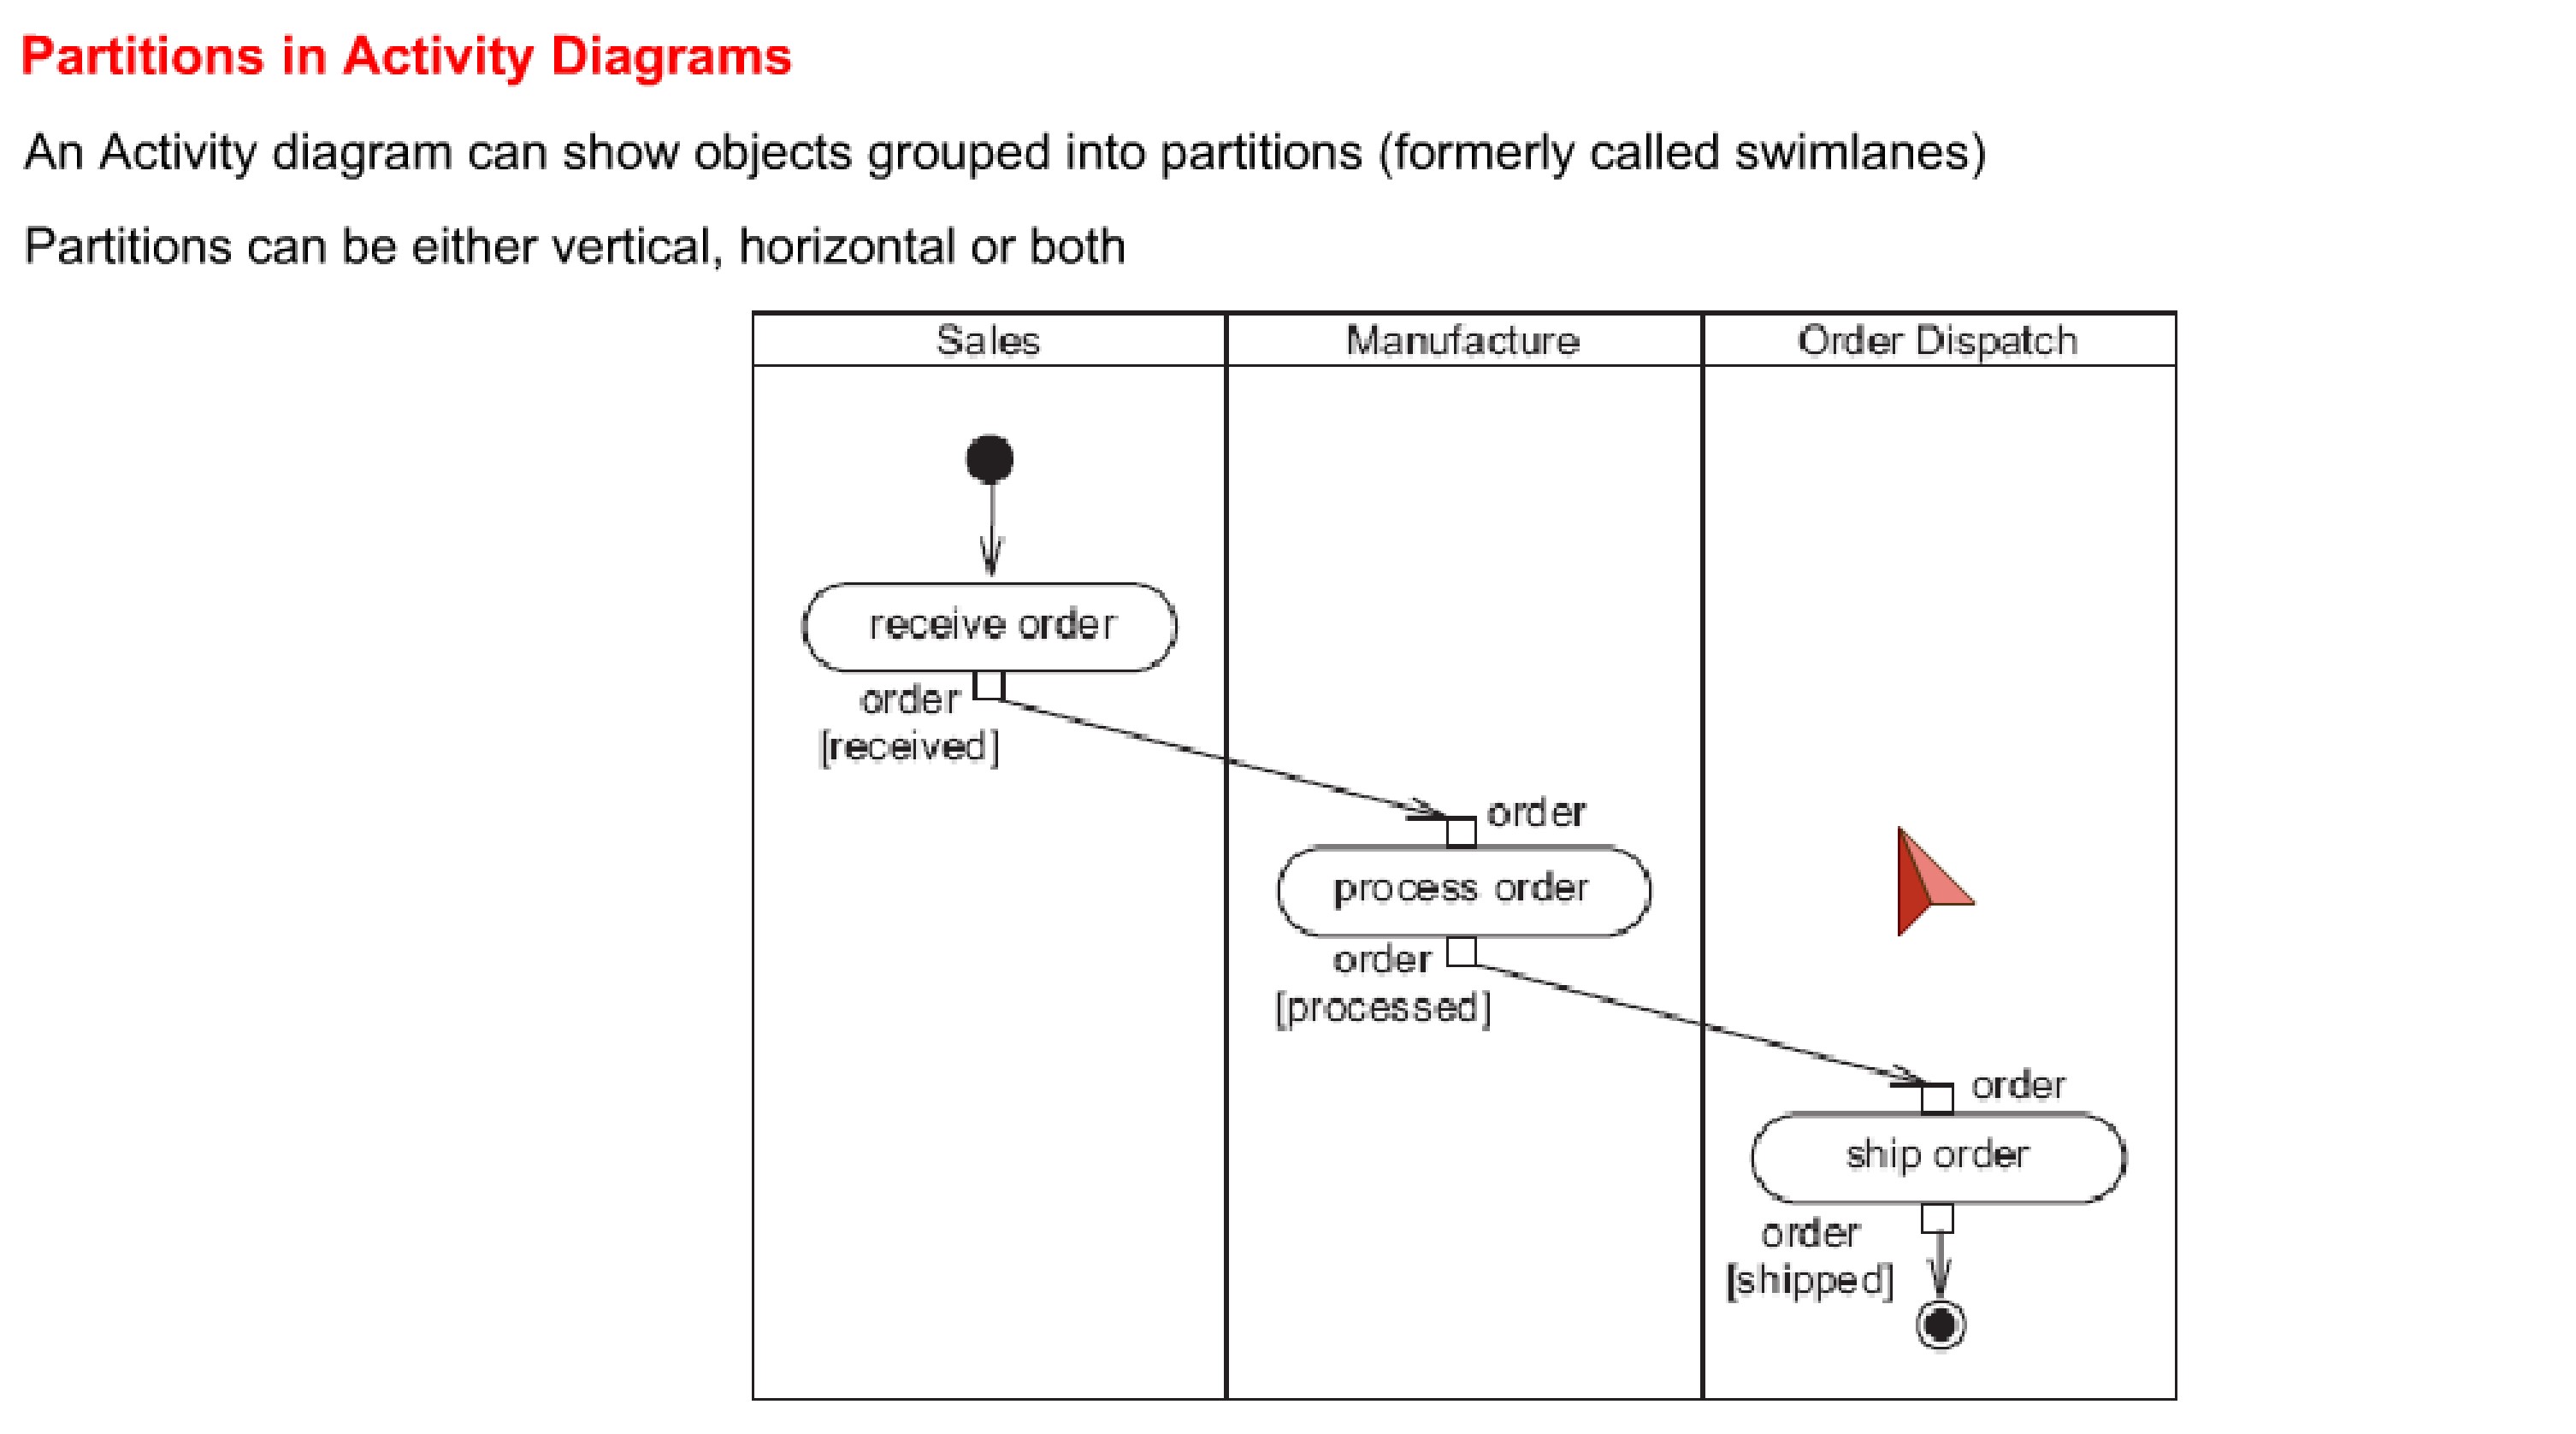 Partitions in Activity Diagrams
An Activity diagram can show objects grouped into partitions (formerly called swimlanes)
Partitions can be either vertical, horizontal or both
Sales
Manufacture
Order Dispatch
receive order
order
[received]
order
process order
order
[processed]
order
ship order
order
[shipped]